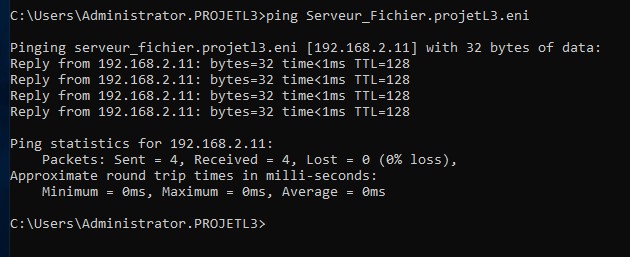 C:\Users\Administrator.PROJETL3>ping Serveur_Fichier.projetL3.eni
Pinging serveur_fichier.projetl3.eni [192.168.2.11] with 32 bytes of data:
Reply from 192.168.2.11: bytes=32 time<1ms TTL=128
Reply from 192.168.2.11: bytes=32 time<1ms TTL=128
Reply from 192.168.2.11: bytes=32 time<1ms TTL=128
Reply from 192.168.2.11: bytes=32 time<1ms TTL=128
Ping statistics for 192.168.2.11:
    Packets: Sent = 4, Received = 4, Lost = 0 (0% loss),
Approximate round trip times in milli-seconds:
    Minimum = 0ms, Maximum = 0ms, Average = 0ms
C:\Users\Administrator.PROJETL3>